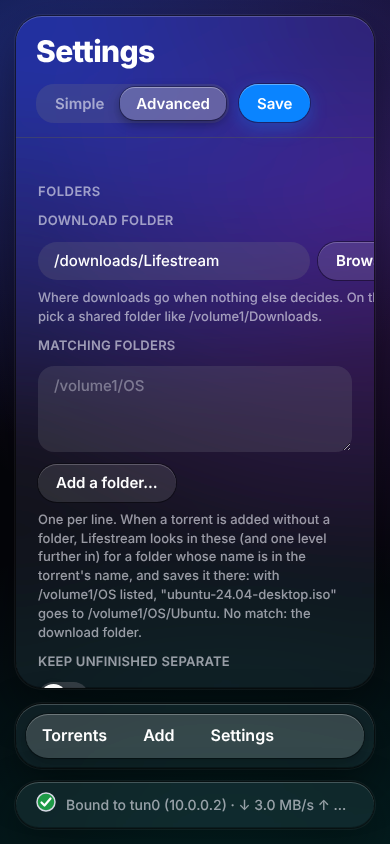 Settings
Simple
Advanced
Save
FOLDERS
DOWNLOAD FOLDER
/downloads/Lifestream
Brow
Where downloads go when nothing else decides. On
pick a shared folder like /volume1/Downloads.
MATCHING FOLDERS
/volume1/OS
Add a folder...
One per line. When a torrent is added without a
folder, Lifestream looks in these (and one level
further in) for a folder whose name is in the
torrent's name, and saves it there: with
/volume1/OS listed, "ubuntu-24.04-desktop.iso"
goes to /volume1/OS/Ubuntu. No match: the
download folder.
KEEP UNFINISHED SEPARATE
Torrents
Add
Settings
Bound to tun0 (10.0.0.2) · ↓ 3.0 MB/s ↑ ...